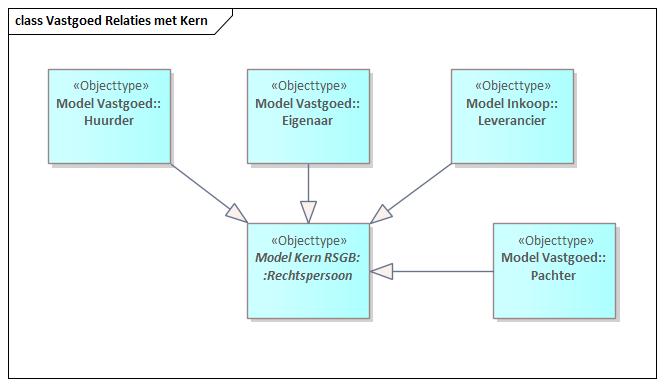 class Vastgoed Relaties met Kern
«Objecttype»
Model Vastgoed::
Huurder
«Objecttype»
Model Vastgoed::
Eigenaar
«Objecttype»
Model Inkoop::
Leverancier
«Objecttype»
Model Kern RSGB:
:Rechtspersoon
«Objecttype»
Model Vastgoed::
Pachter